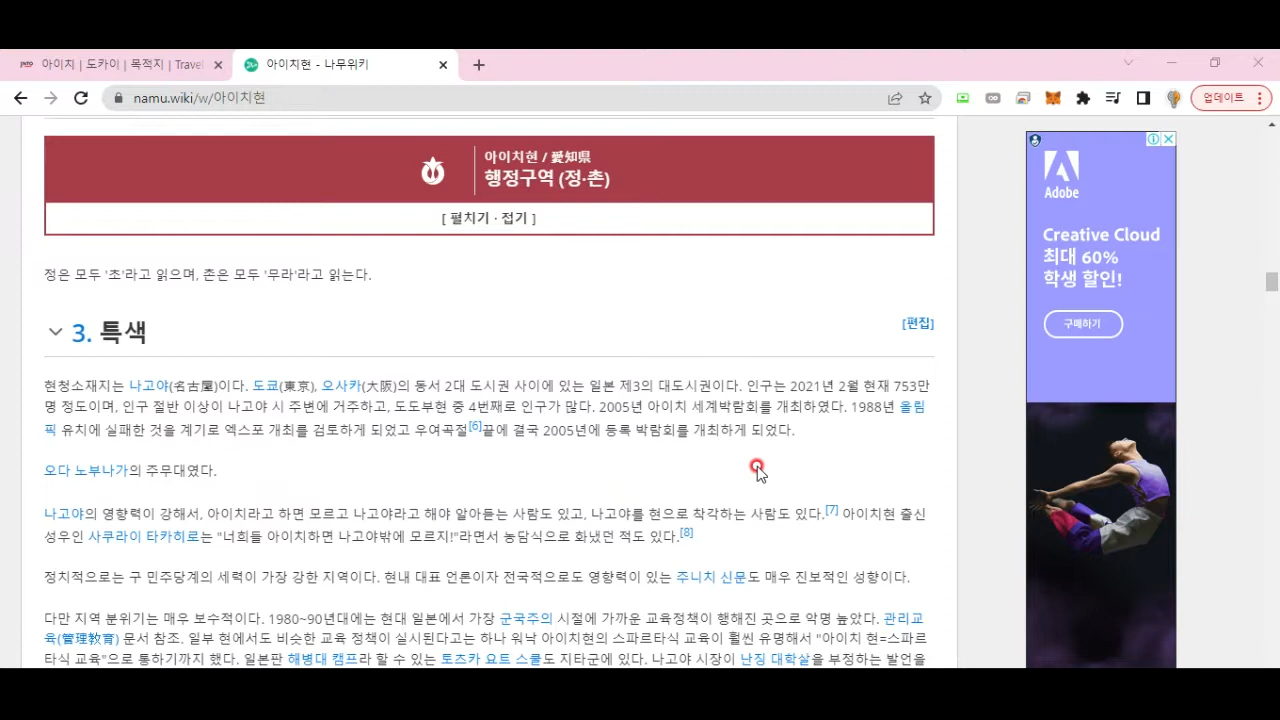 아이치 | 도카이 | 목적지 | Travel
아이치현 - 나무위키
namu.wiki/w/아이치현
업데이트
아이치현 / 愛知県
행정구역 (정·촌)
[ 펼치기 · 접기 ]
정은 모두 '초'라고 읽으며, 촌은 모두 '무라'라고 읽는다.
3. 특색
[편집]
현청소재지는 나고야(名古屋)이다. 도쿄(東京), 오사카(大阪)의 동서 2대 도시권 사이에 있는 일본 제3의 대도시권이다. 인구는 2021년 2월 현재 753만
명 정도이며, 인구 절반 이상이 나고야 시 주변에 거주하고, 도도부현 중 4번째로 인구가 많다. 2005년 아이치 세계박람회를 개최하였다. 1988년 올림
픽 유치에 실패한 것을 계기로 엑스포 개최를 검토하게 되었고 우여곡절[6]끝에 결국 2005년에 등록 박람회를 개최하게 되었다.
오다 노부나가의 주무대였다.
나고야의 영향력이 강해서, 아이치라고 하면 모르고 나고야라고 해야 알아듣는 사람도 있고, 나고야를 현으로 착각하는 사람도 있다.[7] 아이치현 출신
성우인 사쿠라이 타카히로는 "너희들 아이치하면 나고야밖에 모르지!"라면서 농담식으로 화냈던 적도 있다.[8]
정치적으로는 구 민주당계의 세력이 가장 강한 지역이다. 현내 대표 언론이자 전국적으로도 영향력이 있는 주니치 신문도 매우 진보적인 성향이다.
다만 지역 분위기는 매우 보수적이다. 1980~90년대에는 현대 일본에서 가장 군국주의 시절에 가까운 교육정책이 행해진 곳으로 악명 높았다. 관리교
육(管理教育) 문서 참조. 일부 현에서도 비슷한 교육 정책이 실시된다고는 하나 워낙 아이치현의 스파르타식 교육이 훨씬 유명해서 "아이치 현=스파르
타식 교육"으로 통하기까지 했다. 일본판 해병대 캠프라 할 수 있는 토즈카 요트 스쿨도 지타군에 있다. 나고야 시장이 난징 대학살을 부정하는 발언을
Adobe
Creative Cloud
최대 60%
학생 할인!
구매하기